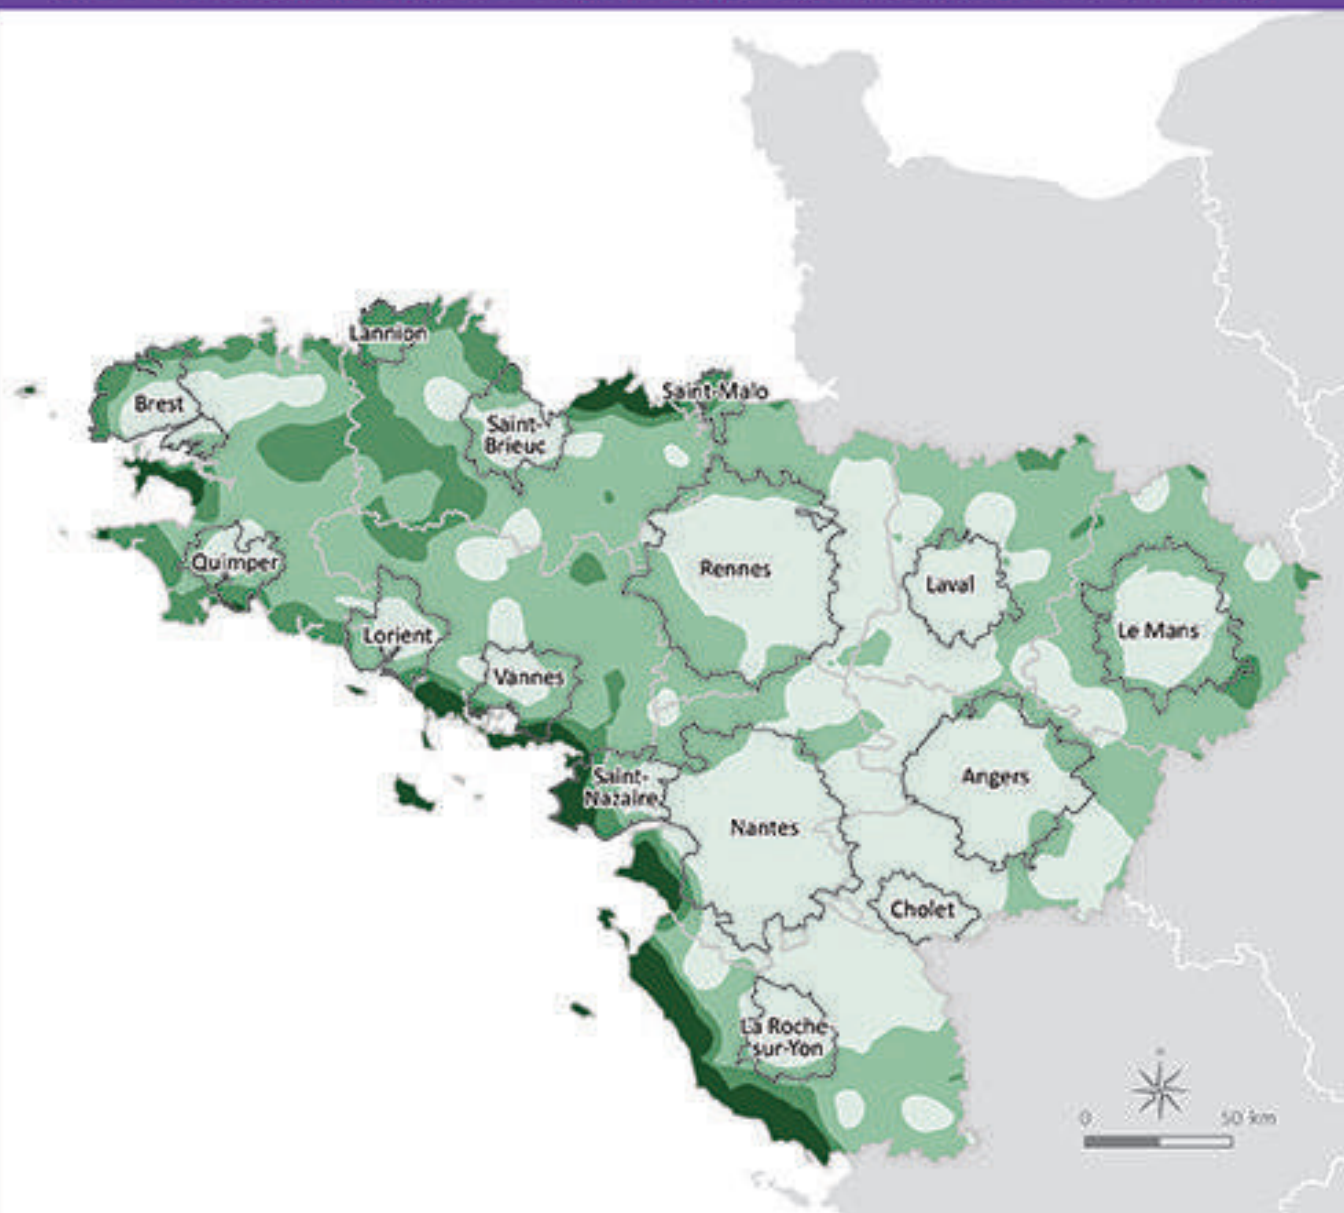 Lannion
Saint-Malo
Brest
Saint-
Brieuc
Quimper
Rennes
Laval
Le Mans
Lorient
Vannes
Saint-
Nazaire
Angers
Nantes
Cholet
La Roche-
sur-Yon
0
50 km